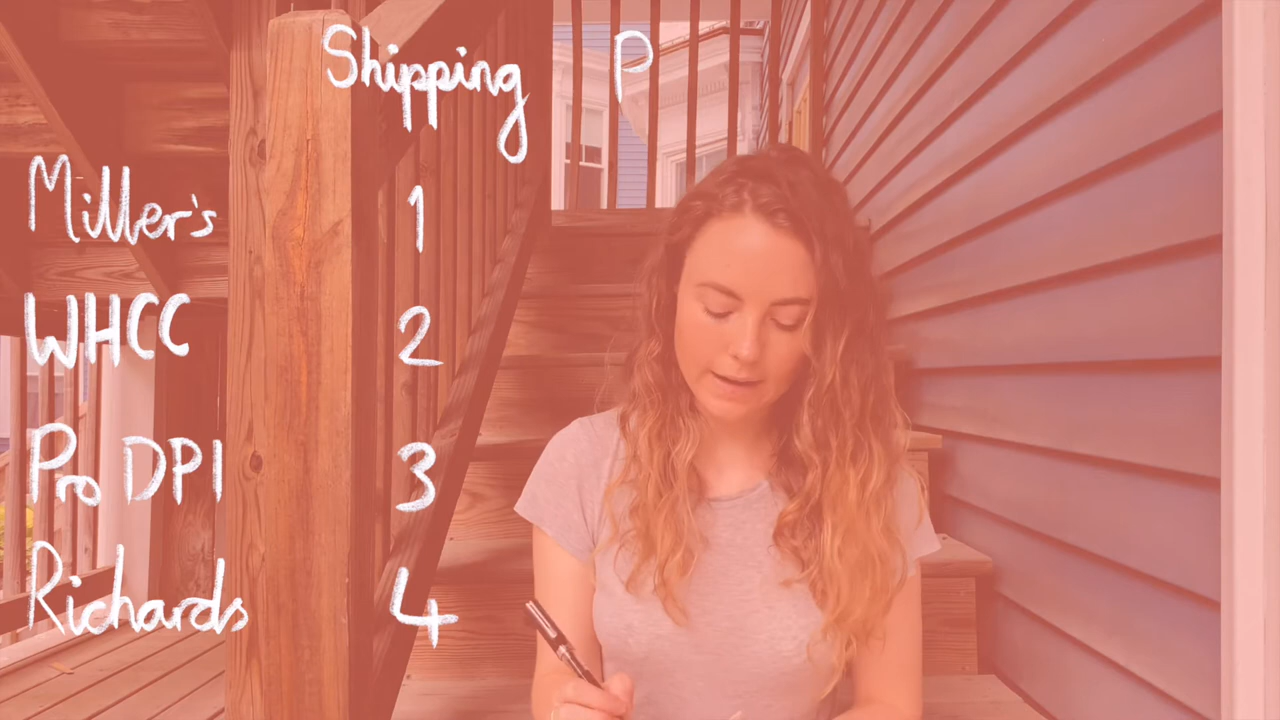 Shipping P
Miller's 1
WHCC 2
Pro DPI 3
Richards 4